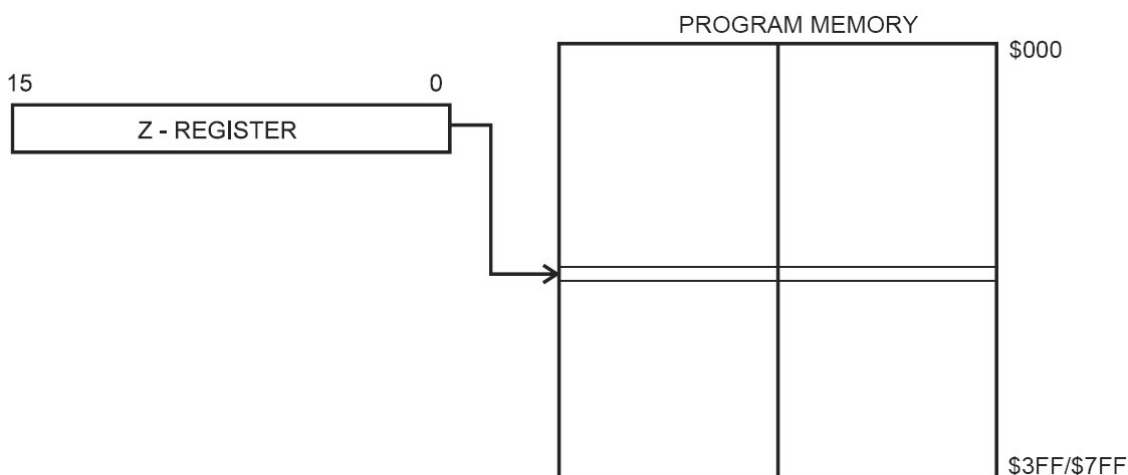 PROGRAM MEMORY
$000
15 0
Z - REGISTER
$3FF/$7FF